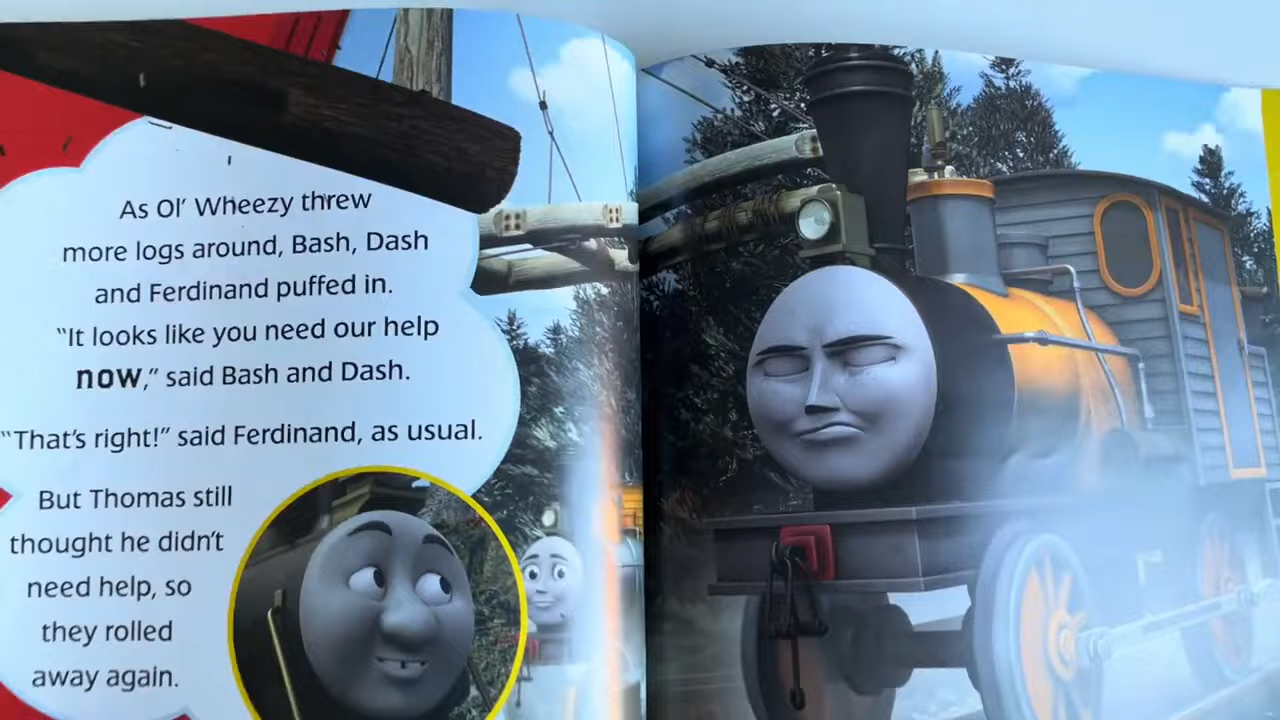 As Ol' Wheezy threw
more logs around, Bash, Dash
and Ferdinand puffed in.
"It looks like you need our help
now," said Bash and Dash.
"That's right!" said Ferdinand, as usual.
But Thomas still
thought he didn't
need help, so
they rolled
away again.